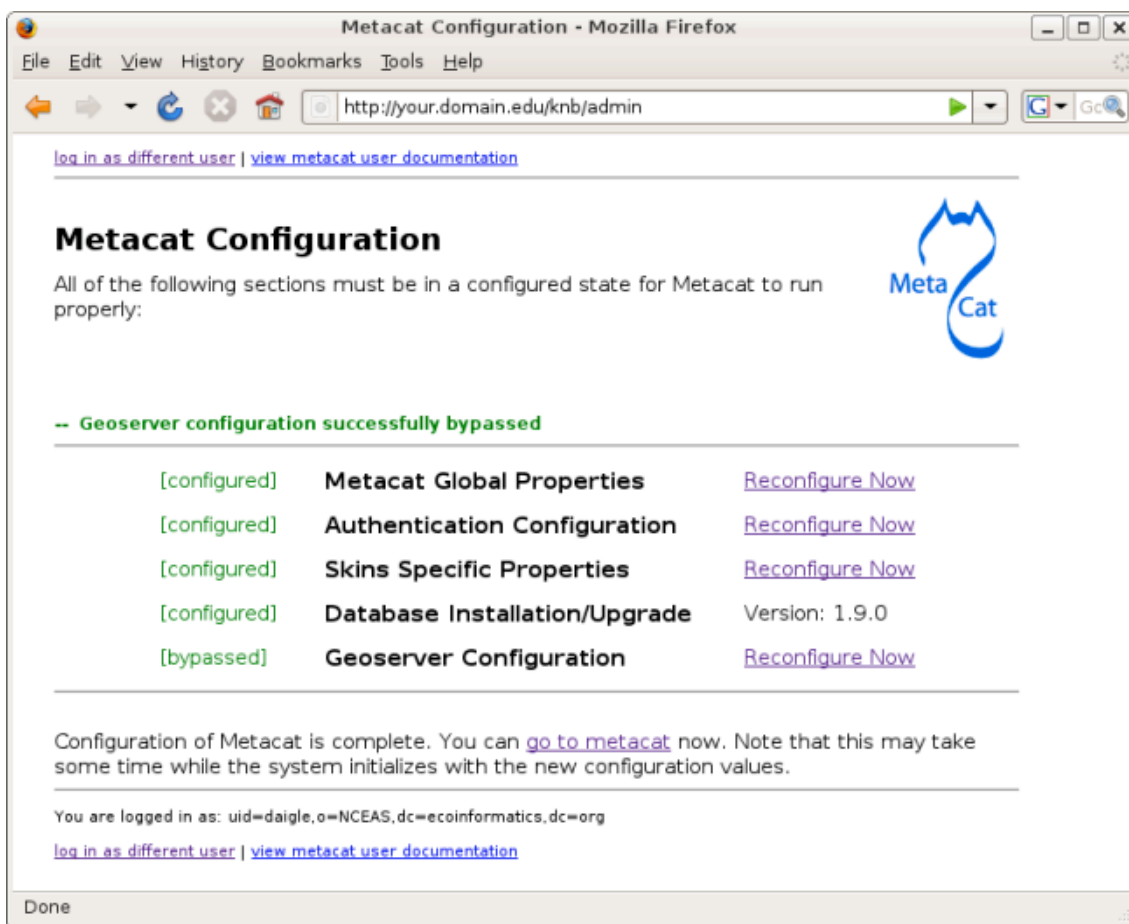 Metacat Configuration - Mozilla Firefox
File Edit View History Bookmarks Tools Help
http://your.domain.edu/knb/admin
G Go
log in as different user | view metacat user documentation
Metacat Configuration
All of the following sections must be in a configured state for Metacat to run
properly:
Meta
Cat
-- Geoserver configuration successfully bypassed
[configured] Metacat Global Properties Reconfigure Now
[configured] Authentication Configuration Reconfigure Now
[configured] Skins Specific Properties Reconfigure Now
[configured] Database Installation/Upgrade Version: 1.9.0
[bypassed] Geoserver Configuration Reconfigure Now
Configuration of Metacat is complete. You can go to metacat now. Note that this may take
some time while the system initializes with the new configuration values.
You are logged in as: uid=daigle,o=NCEAS,dc=ecoinformatics,dc=org
log in as different user | view metacat user documentation
Done